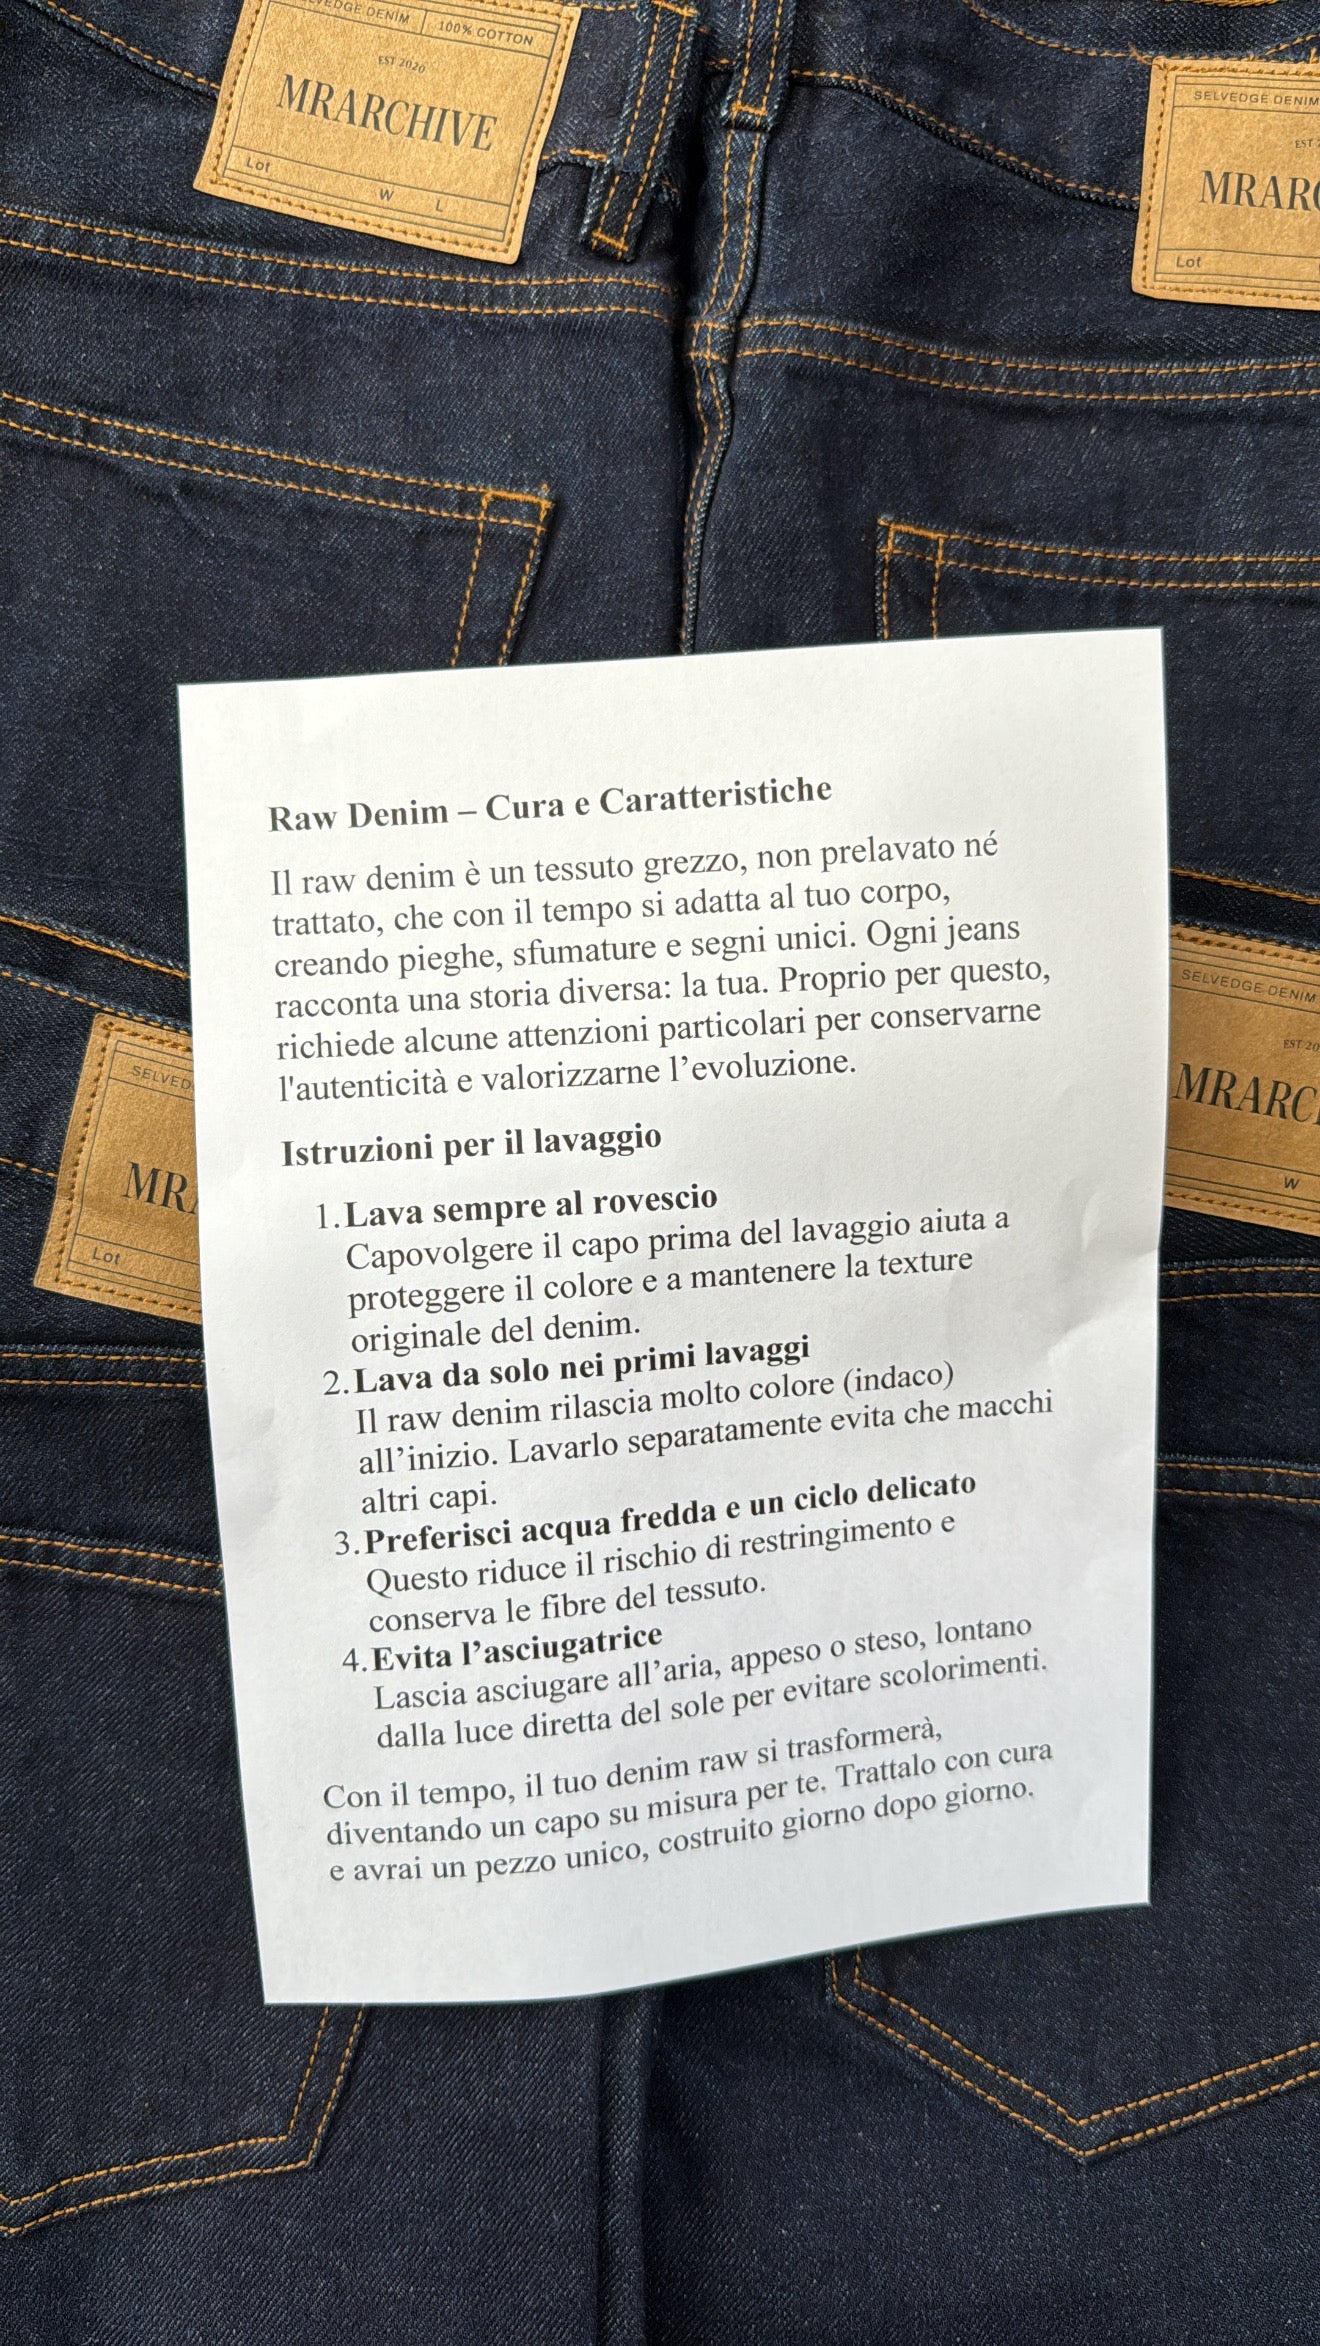 SELVEDGE DENIM | 100% COTTON
EST 2020
MRARCHIVE
Lot W L
SELVEDGE DENIM
EST
MRARC
Lot
Raw Denim – Cura e Caratteristiche
Il raw denim è un tessuto grezzo, non prelavato né
trattato, che con il tempo si adatta al tuo corpo,
creando pieghe, sfumature e segni unici. Ogni jeans
racconta una storia diversa: la tua. Proprio per questo,
richiede alcune attenzioni particolari per conservarne
l'autenticità e valorizzarne l’evoluzione.
Istruzioni per il lavaggio
1. Lava sempre al rovescio
Capovolgere il capo prima del lavaggio aiuta a
proteggere il colore e a mantenere la texture
originale del denim.
2. Lava da solo nei primi lavaggi
Il raw denim rilascia molto colore (indaco)
all’inizio. Lavarlo separatamente evita che macchi
altri capi.
3. Preferisci acqua fredda e un ciclo delicato
Questo riduce il rischio di restringimento e
conserva le fibre del tessuto.
4. Evita l’asciugatrice
Lascia asciugare all’aria, appeso o steso, lontano
dalla luce diretta del sole per evitare scolorimenti.
Con il tempo, il tuo denim raw si trasformerà,
diventando un capo su misura per te. Trattalo con cura
e avrai un pezzo unico, costruito giorno dopo giorno.
SELVED
MR
Lot
SELVEDGE DENIM
EST 20
MRARC
W